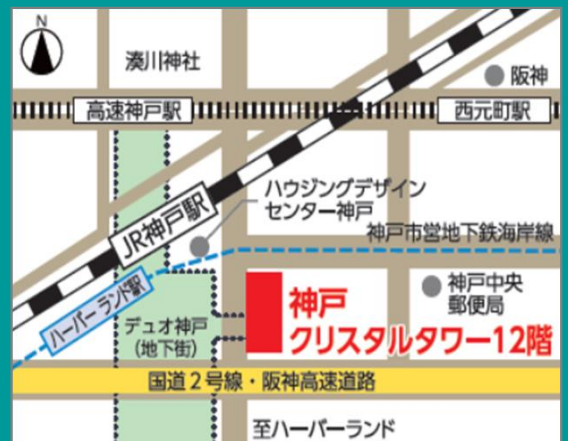 N
湊川神社
阪神
高速神戸駅
西元町駅
ハウジングデザイン
センター神戸
JR神戸駅
神戸市営地下鉄海岸線
ハーバーランド駅
神戸中央
郵便局
デュオ神戸
(地下街)
神戸
クリスタルタワー12階
国道2号線・阪神高速道路
至ハーバーランド